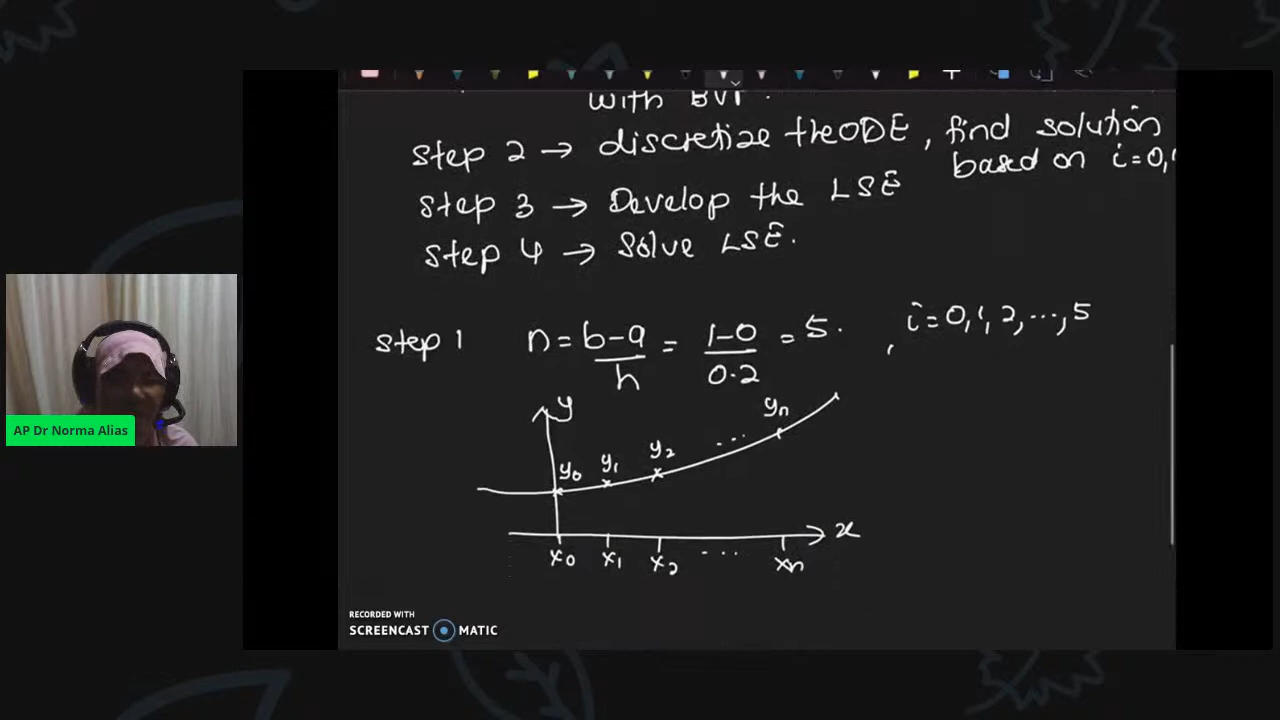 with BVP.
step 2 → discretize the ODE, find solution
based on i=0,1
step 3 → Develop the LSE
step 4 → Solve LSE.
step 1 n = b-a/h = 1-0/0.2 = 5. , i=0,1,2,...,5
y
yn
y2
...
y1
y0
x
x0 x1 x2 ... xn
RECORDED WITH
SCREENCAST MATIC
AP Dr Norma Alias